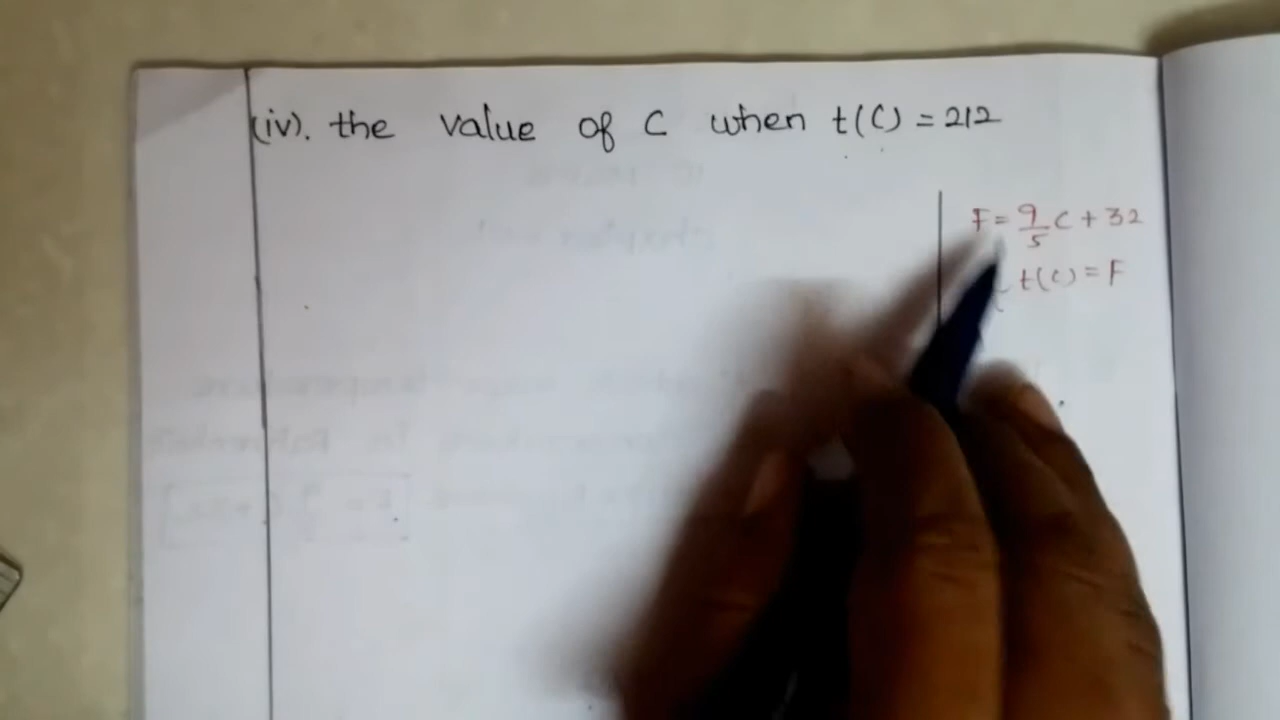 (iv). the value of C when t(C) = 212
F = 9/5 C + 32
t(C) = F